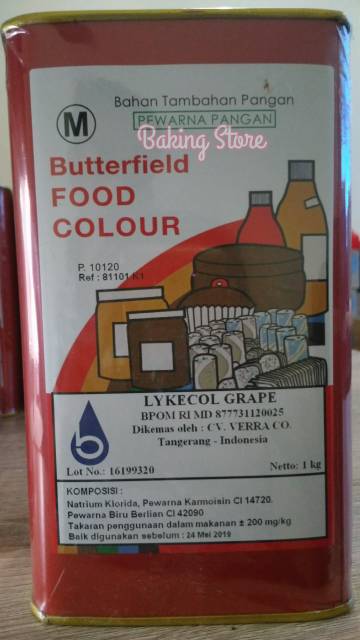 Bahan Tambahan Pangan
M
PEWARNA PANGAN
Baking Store
Butterfield
FOOD
COLOUR
P. 10120
Ref : 81101 K1
LYKECOL GRAPE
BPOM RI MD 877731120025
Dikemas oleh : CV. VERRA CO.
Tangerang - Indonesia
Lot No.: 16199320
Netto: 1 kg
KOMPOSISI :
Natrium Klorida, Pewarna Karmoisin CI 14720.
Pewarna Biru Berlian CI 42090
Takaran penggunaan dalam makanan ± 200 mg/kg
Baik digunakan sebelum : 24 Mei 2019